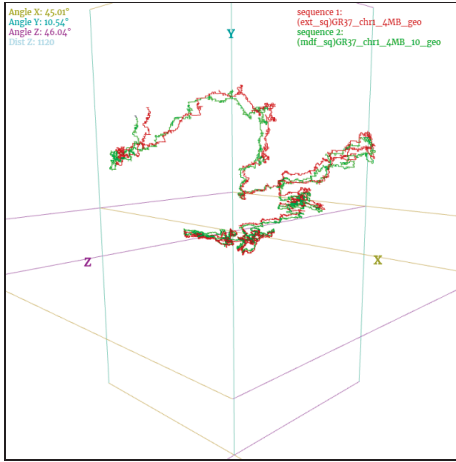 Angle X: 45.01°
Angle Y: 10.54°
Angle Z: 46.04°
Dist Z: 1120
sequence 1:
(ext_sq)GR37_chr1_4MB_geo
sequence 2:
(mdf_sq)GR37_chr1_4MB_10_geo
Y
Z
X